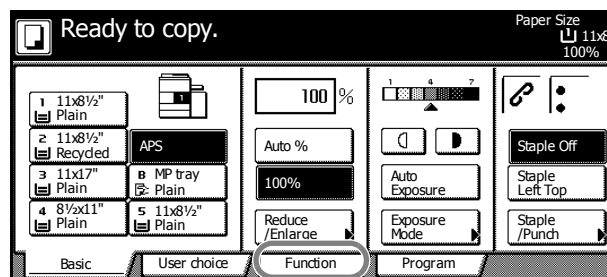 Ready to copy.
Paper Size
11x8
100%
1 11x8½"
Plain
2 11x8½"
Recycled
3 11x17"
Plain
4 8½x11"
Plain
1
APS
B MP tray
Plain
5 11x8½"
Plain
100 %
Auto %
100%
Reduce
/Enlarge
1 4 7
Auto
Exposure
Exposure
Mode
Staple Off
Staple
Left Top
Staple
/Punch
Basic
User choice
Function
Program